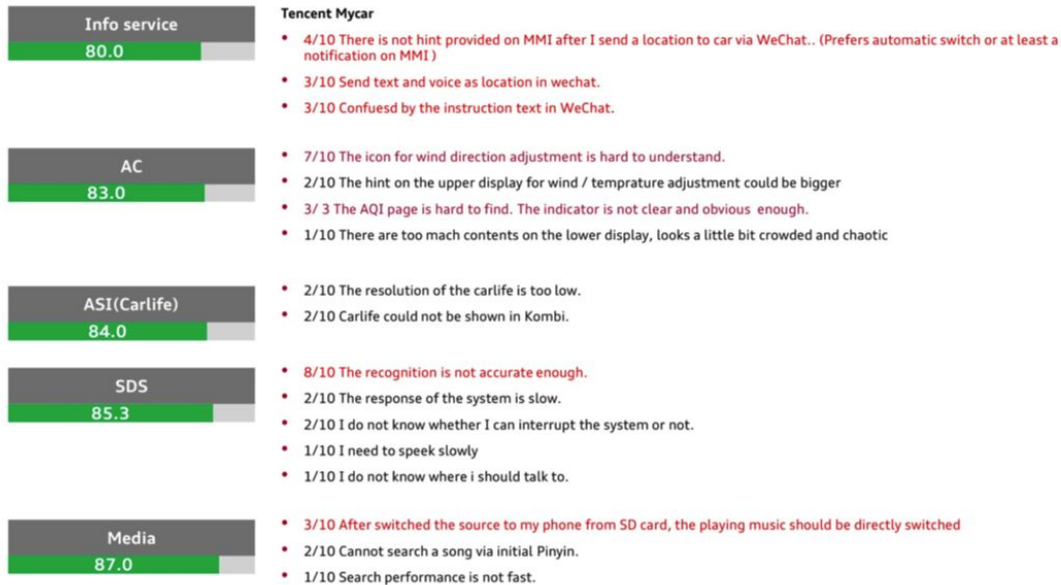 Info service
80.0
Tencent Mycar
• 4/10 There is not hint provided on MMI after I send a location to car via WeChat.. (Prefers automatic switch or at least a
notification on MMI )
• 3/10 Send text and voice as location in wechat.
• 3/10 Confuesd by the instruction text in WeChat.
AC
83.0
• 7/10 The icon for wind direction adjustment is hard to understand.
• 2/10 The hint on the upper display for wind / temprature adjustment could be bigger
• 3/ 3 The AQI page is hard to find. The indicator is not clear and obvious enough.
• 1/10 There are too mach contents on the lower display, looks a little bit crowded and chaotic
ASI(Carlife)
84.0
• 2/10 The resolution of the carlife is too low.
• 2/10 Carlife could not be shown in Kombi.
SDS
85.3
• 8/10 The recognition is not accurate enough.
• 2/10 The response of the system is slow.
• 2/10 I do not know whether I can interrupt the system or not.
• 1/10 I need to speek slowly
• 1/10 I do not know where i should talk to.
Media
87.0
• 3/10 After switched the source to my phone from SD card, the playing music should be directly switched
• 2/10 Cannot search a song via initial Pinyin.
• 1/10 Search performance is not fast.